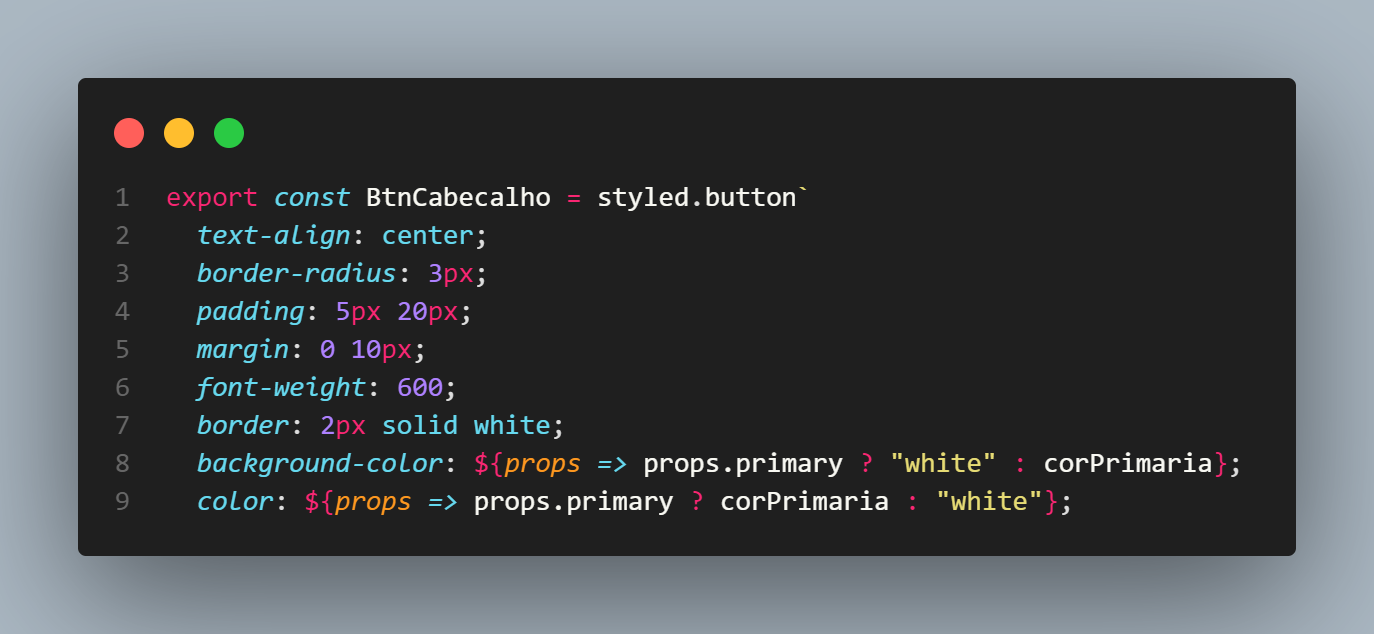 1 export const BtnCabecalho = styled.button`
2   text-align: center;
3   border-radius: 3px;
4   padding: 5px 20px;
5   margin: 0 10px;
6   font-weight: 600;
7   border: 2px solid white;
8   background-color: ${props => props.primary ? "white" : corPrimaria};
9   color: ${props => props.primary ? corPrimaria : "white"};